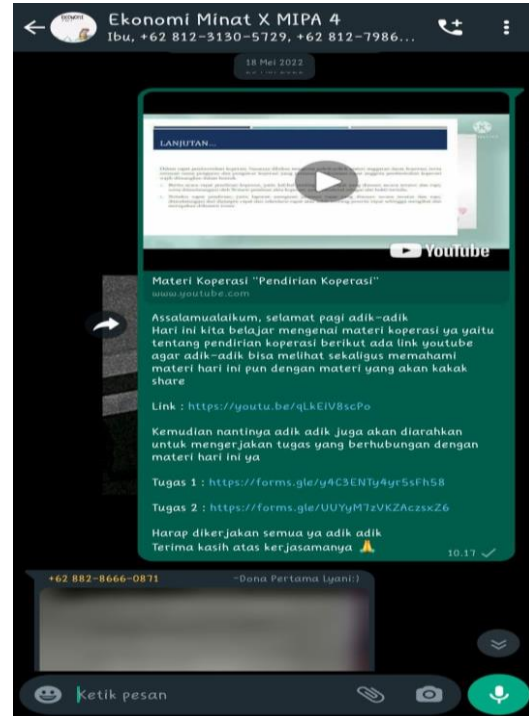 Ekonomi Minat X MIPA 4
Ibu, +62 812-3130-5729, +62 812-7986...
18 Mei 2022
LANJUTAN...
YouTube
Materi Koperasi "Pendirian Koperasi"
www.youtube.com
Assalamualaikum, selamat pagi adik-adik
Hari ini kita belajar mengenai materi koperasi ya yaitu
tentang pendirian koperasi berikut ada link youtube
agar adik-adik bisa melihat sekaligus memahami
materi hari ini pun dengan materi yang akan kakak
share
Link : https://youtu.be/qLkEiV8scPo
Kemudian nantinya adik adik juga akan diarahkan
untuk mengerjakan tugas yang berhubungan dengan
materi hari ini ya
Tugas 1 : https://forms.gle/y4C3ENTy4yr5sFh58
Tugas 2 : https://forms.gle/UUYyM7zVKZAczsxZ6
Harap dikerjakan semua ya adik adik
Terima kasih atas kerjasamanya 🙏
10.17
+62 882-8666-0871 ~Dona Pertama Lyani:)
Ketik pesan